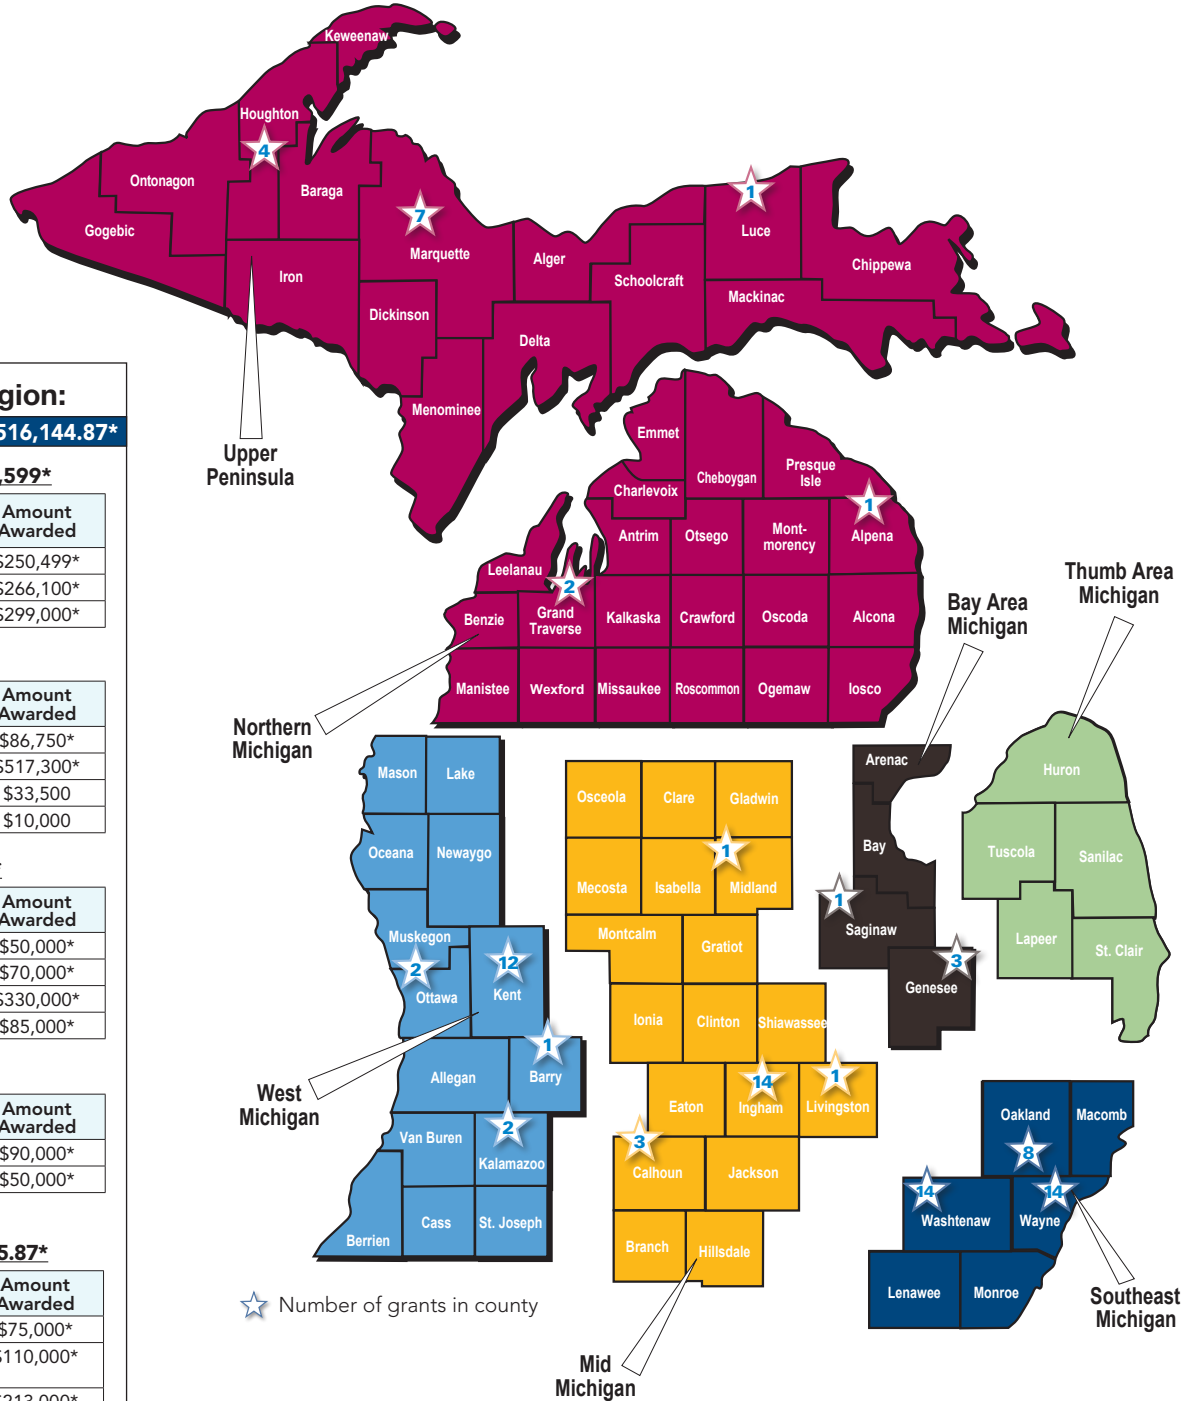 gion:
516,144.87*
,599*
Amount
Awarded
$250,499*
$266,100*
$299,000*
Amount
Awarded
$86,750*
$517,300*
$33,500
$10,000
Amount
Awarded
$50,000*
$70,000*
$330,000*
$85,000*
Amount
Awarded
$90,000*
$50,000*
5.87*
Amount
Awarded
$75,000*
$110,000*
$213,000*
Keweenaw
Houghton
4
Ontonagon
Baraga
Gogebic
7
Marquette
Iron
Dickinson
Menominee
Alger
Delta
Schoolcraft
1
Luce
Mackinac
Chippewa
Upper
Peninsula
Emmet
Cheboygan
Presque
Isle
Charlevoix
1
Alpena
Antrim
Otsego
Mont-
morency
Leelanau
2
Benzie
Grand
Traverse
Kalkaska
Crawford
Oscoda
Alcona
Manistee
Wexford
Missaukee
Roscommon
Ogemaw
Iosco
Northern
Michigan
Bay Area
Michigan
Thumb Area
Michigan
Mason
Lake
Oceana
Newaygo
Muskegon
2
Ottawa
12
Kent
1
Barry
Allegan
Van Buren
2
Kalamazoo
Berrien
Cass
St. Joseph
West
Michigan
Osceola
Clare
Gladwin
Mecosta
Isabella
1
Midland
Montcalm
Gratiot
Ionia
Clinton
Shiawassee
Eaton
14
Ingham
1
Livingston
3
Calhoun
Jackson
Branch
Hillsdale
Mid
Michigan
Arenac
Bay
1
Saginaw
3
Genesee
Huron
Tuscola
Sanilac
Lapeer
St. Clair
Oakland
8
Macomb
14
Washtenaw
14
Wayne
Lenawee
Monroe
Southeast
Michigan
Number of grants in county